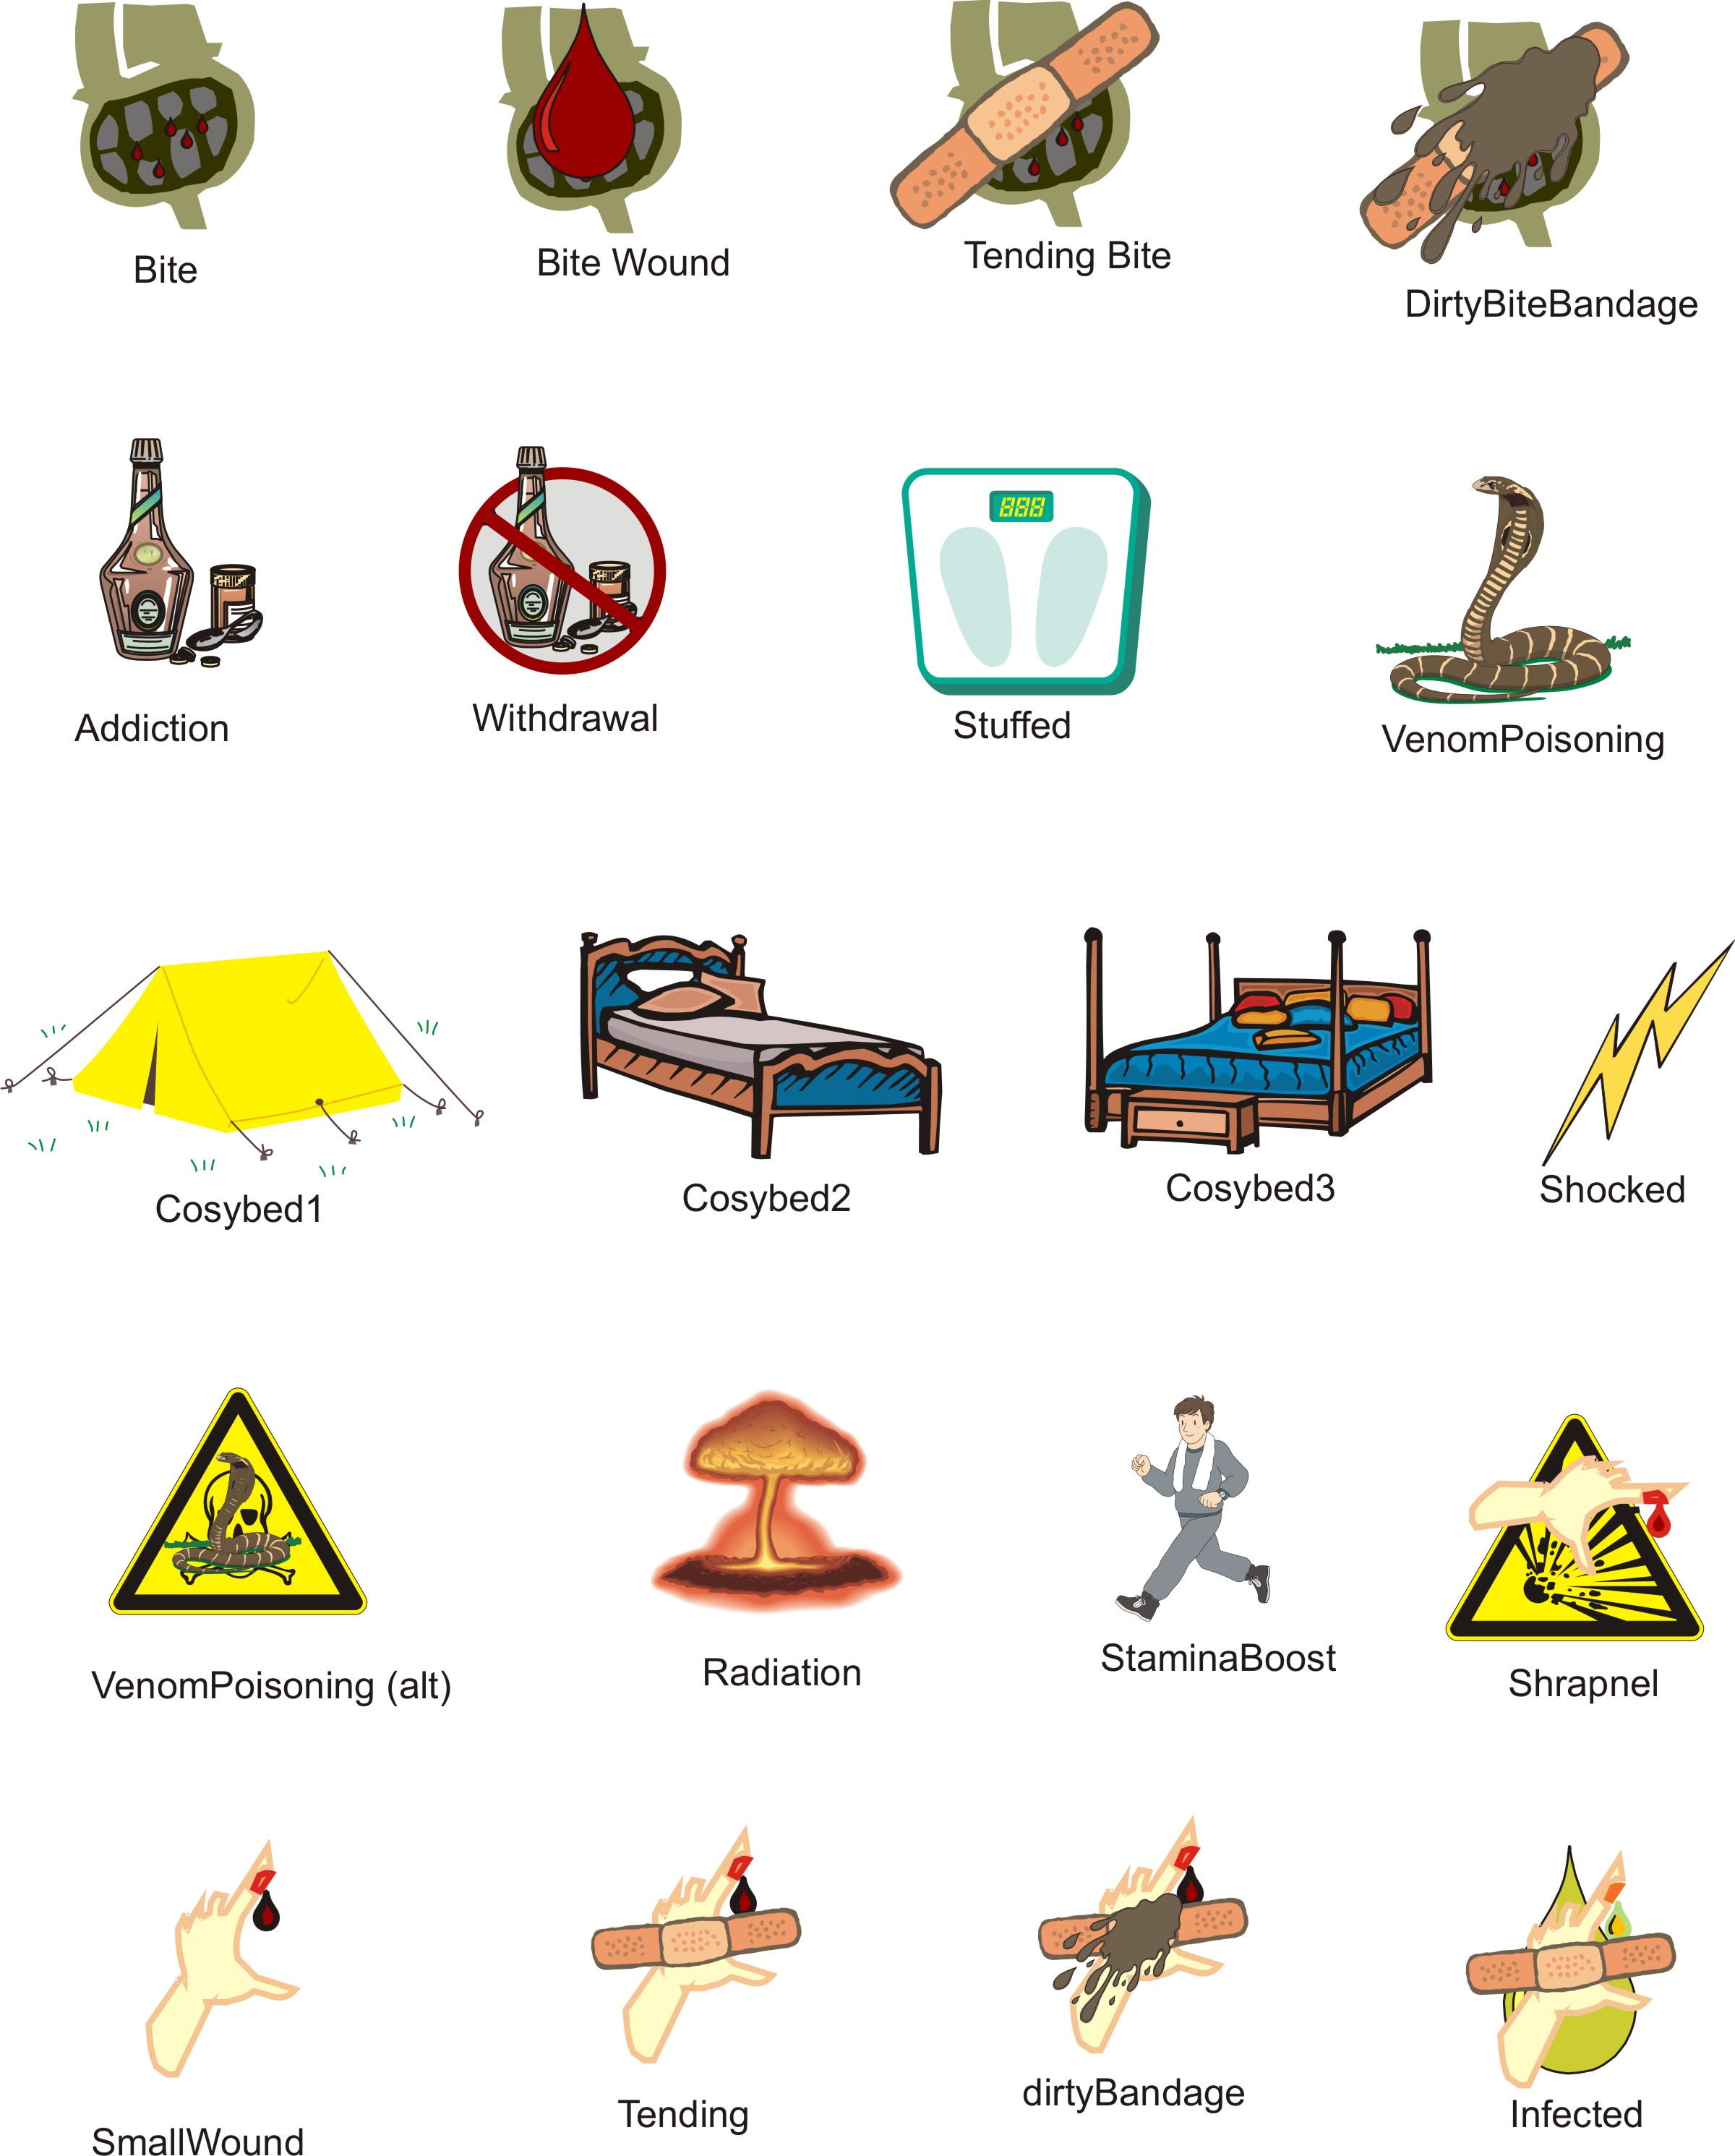 Bite
Bite Wound
Tending Bite
DirtyBiteBandage
888
Addiction
Withdrawal
Stuffed
VenomPoisoning
Cosybed1
Cosybed2
Cosybed3
Shocked
VenomPoisoning (alt)
Radiation
StaminaBoost
Shrapnel
SmallWound
Tending
dirtyBandage
Infected